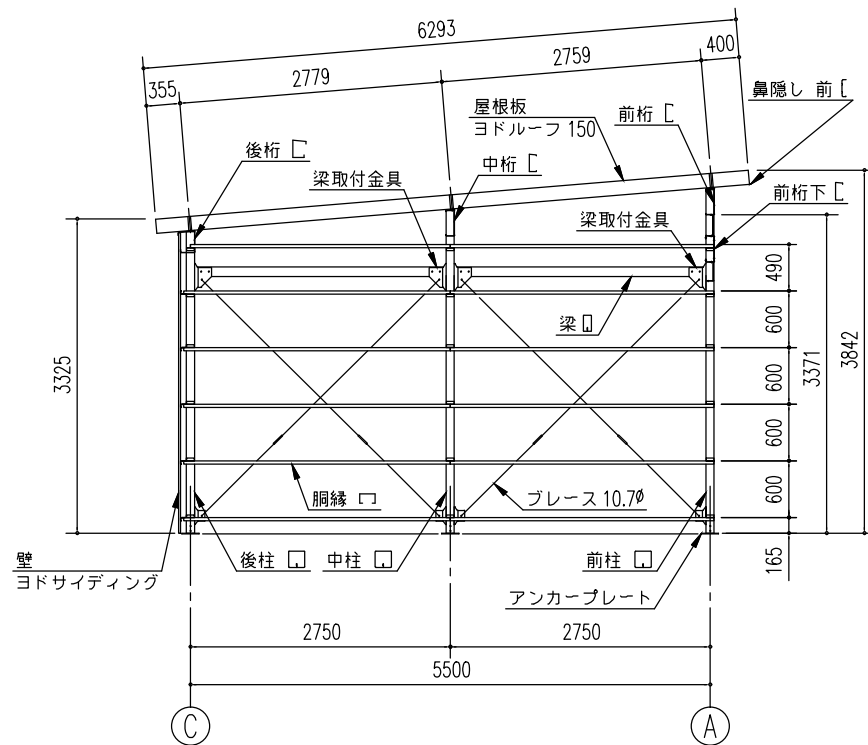 6293
355
2779
2759
400
屋根板
ヨドルーフ 150
前桁
鼻隠し 前
後桁
梁取付金具
中桁
梁取付金具
前桁下
梁
490
600
600
600
600
165
3325
3371
3842
胴縁
ブレース 10.7φ
壁
ヨドサイディング
後柱
中柱
前柱
アンカープレート
2750
2750
5500
C
A